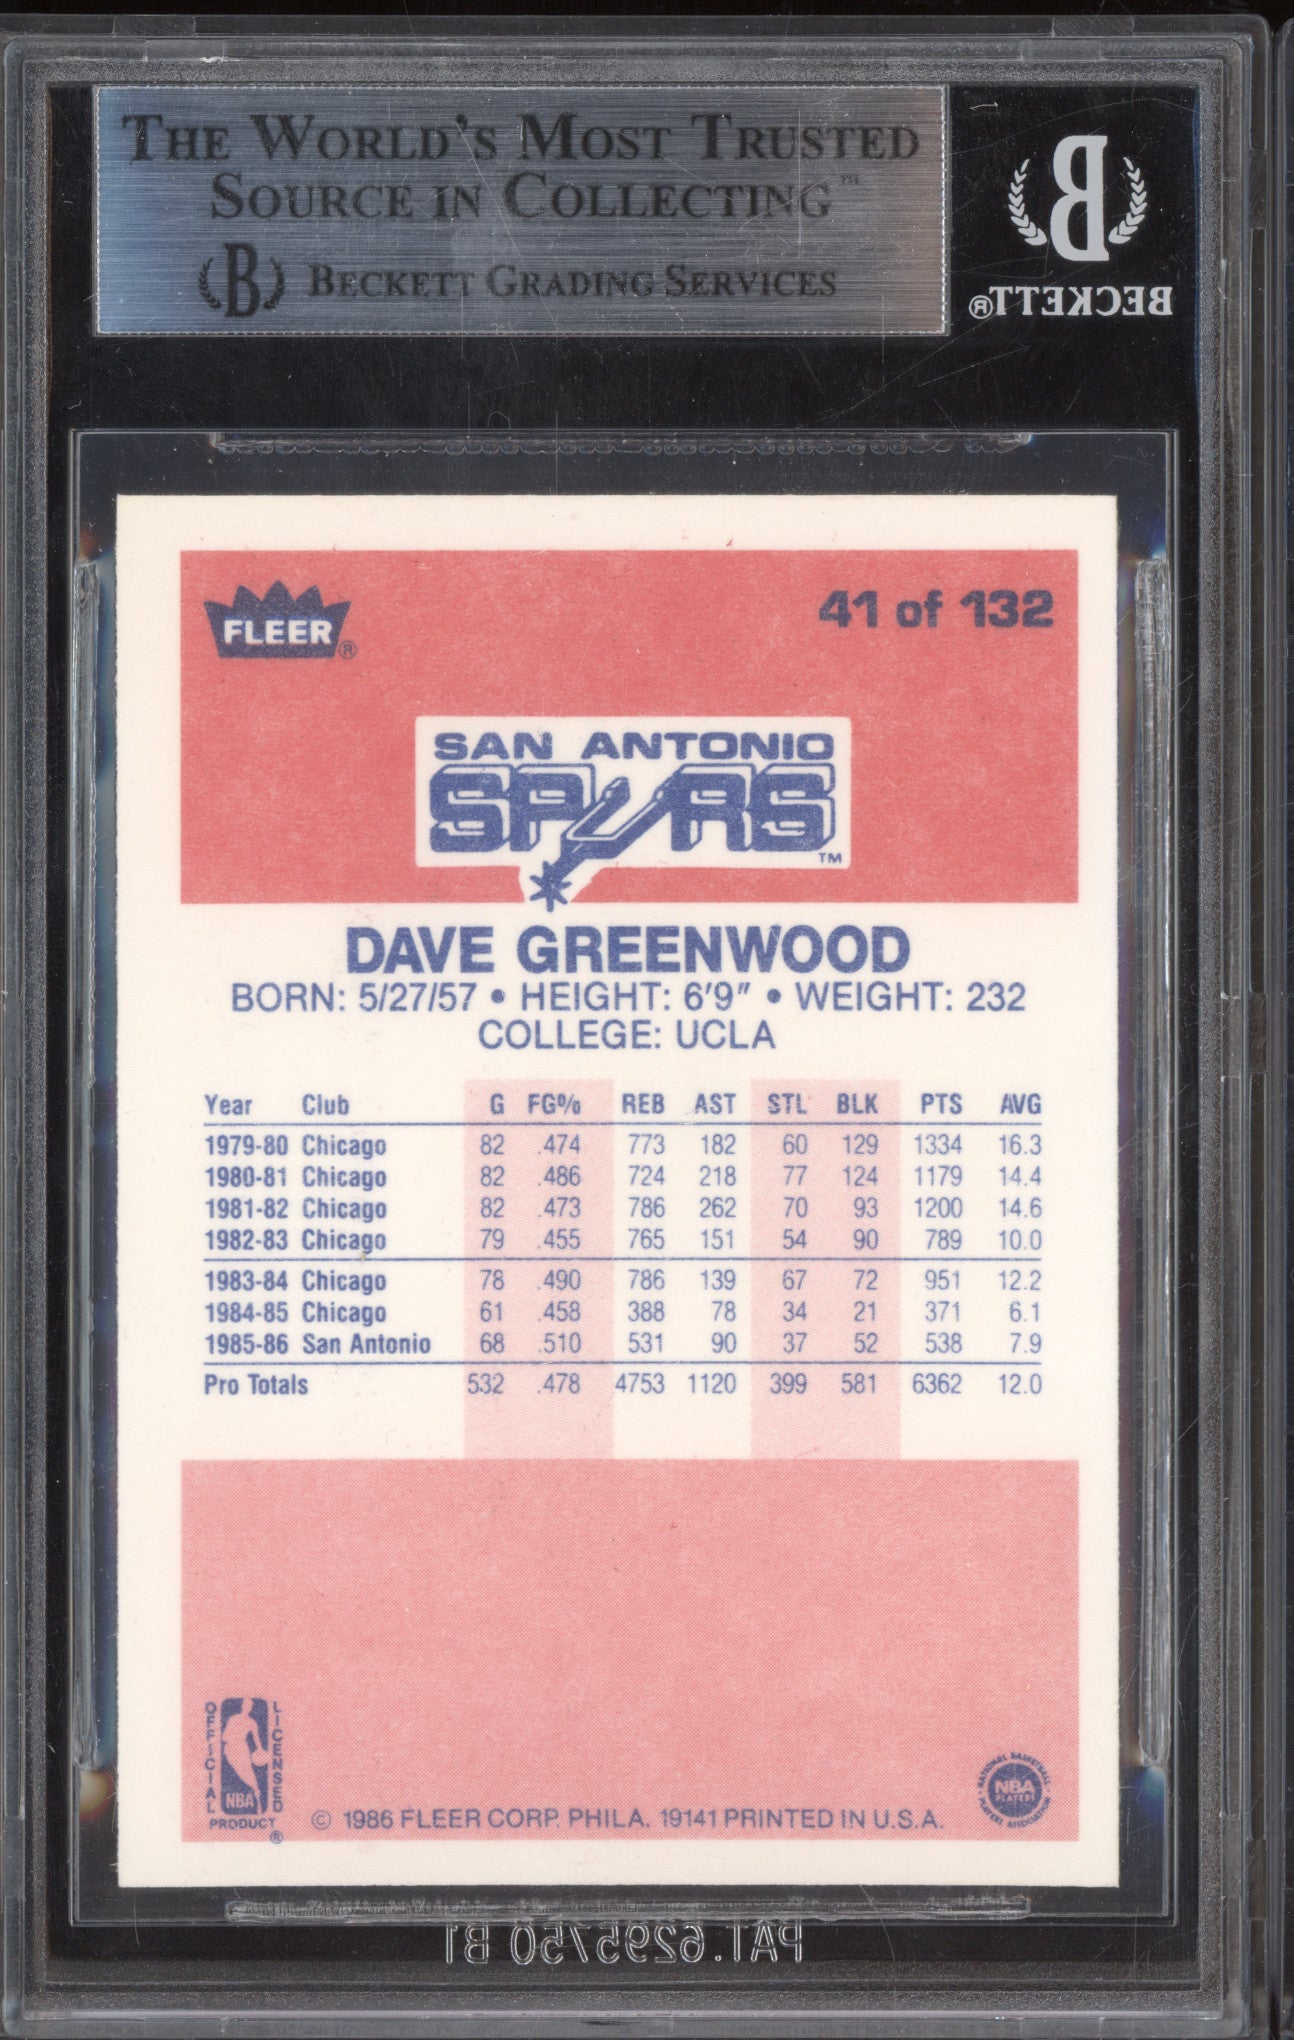 THE WORLD'S MOST TRUSTED
SOURCE IN COLLECTING™
B BECKETT GRADING SERVICES
B
BECKETT®
FLEER®
41 of 132
SAN ANTONIO
SPURS
TM
DAVE GREENWOOD
BORN: 5/27/57 • HEIGHT: 6'9" • WEIGHT: 232
COLLEGE: UCLA
Year Club G FG% REB AST STL BLK PTS AVG
1979-80 Chicago 82 .474 773 182 60 129 1334 16.3
1980-81 Chicago 82 .486 724 218 77 124 1179 14.4
1981-82 Chicago 82 .473 786 262 70 93 1200 14.6
1982-83 Chicago 79 .455 765 151 54 90 789 10.0
1983-84 Chicago 78 .490 786 139 67 72 951 12.2
1984-85 Chicago 61 .458 388 78 34 21 371 6.1
1985-86 San Antonio 68 .510 531 90 37 52 538 7.9
Pro Totals 532 .478 4753 1120 399 581 6362 12.0
OFFICIAL LICENSED
NBA
PRODUCT®
© 1986 FLEER CORP. PHILA. 19141 PRINTED IN U.S.A.
NATIONAL BASKETBALL
NBA
PLAYERS
PLAYERS ASSOCIATION
PAT. 6295750 B1